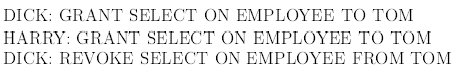 DICK: GRANT SELECT ON EMPLOYEE TO TOM
HARRY: GRANT SELECT ON EMPLOYEE TO TOM
DICK: REVOKE SELECT ON EMPLOYEE FROM TOM